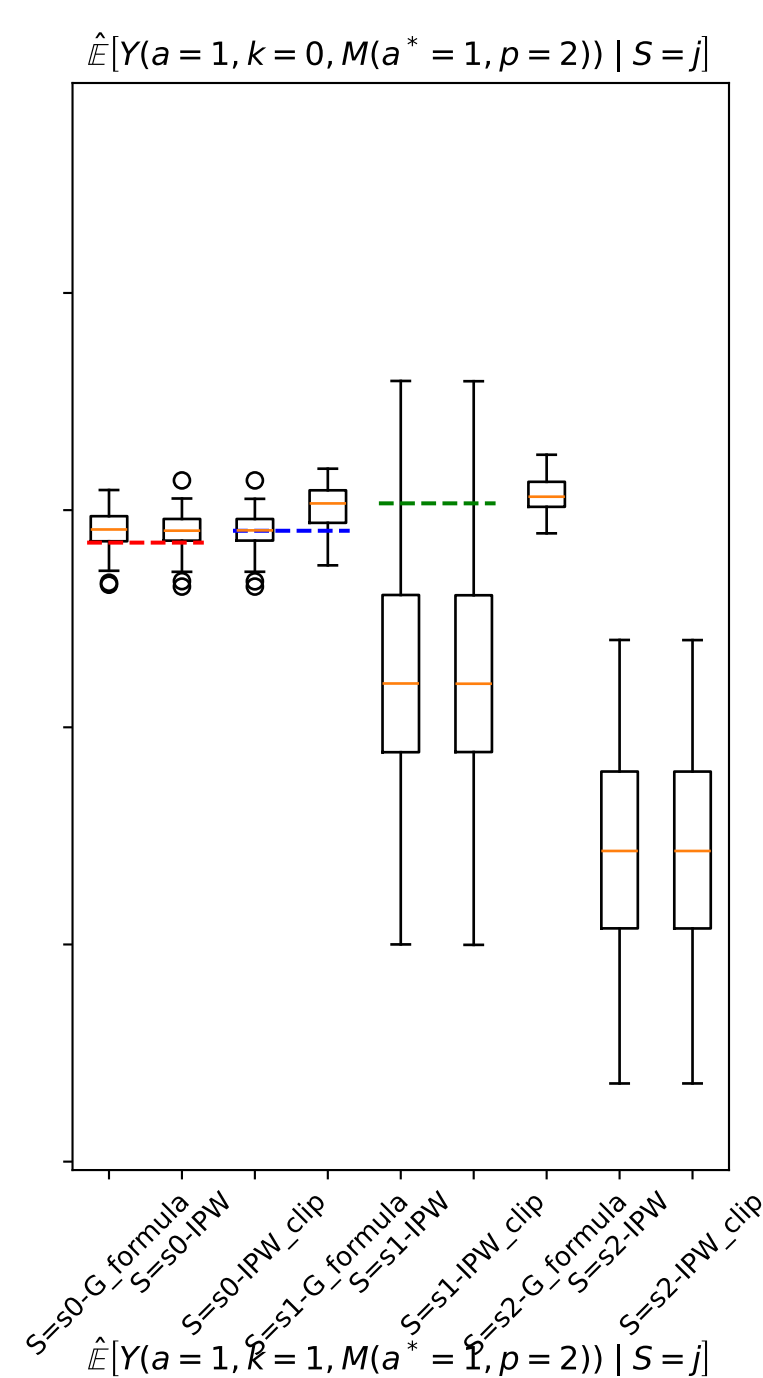 𝔼̂[Y(a = 1, k = 0, M(a* = 1, p = 2)) | S = j]
S=s0-G_formula
S=s0-IPW
S=s0-IPW_clip
S=s1-G_formula
S=s1-IPW
S=s1-IPW_clip
S=s2-G_formula
S=s2-IPW
S=s2-IPW_clip
𝔼̂[Y(a = 1, k = 1, M(a* = 1, p = 2)) | S = j]